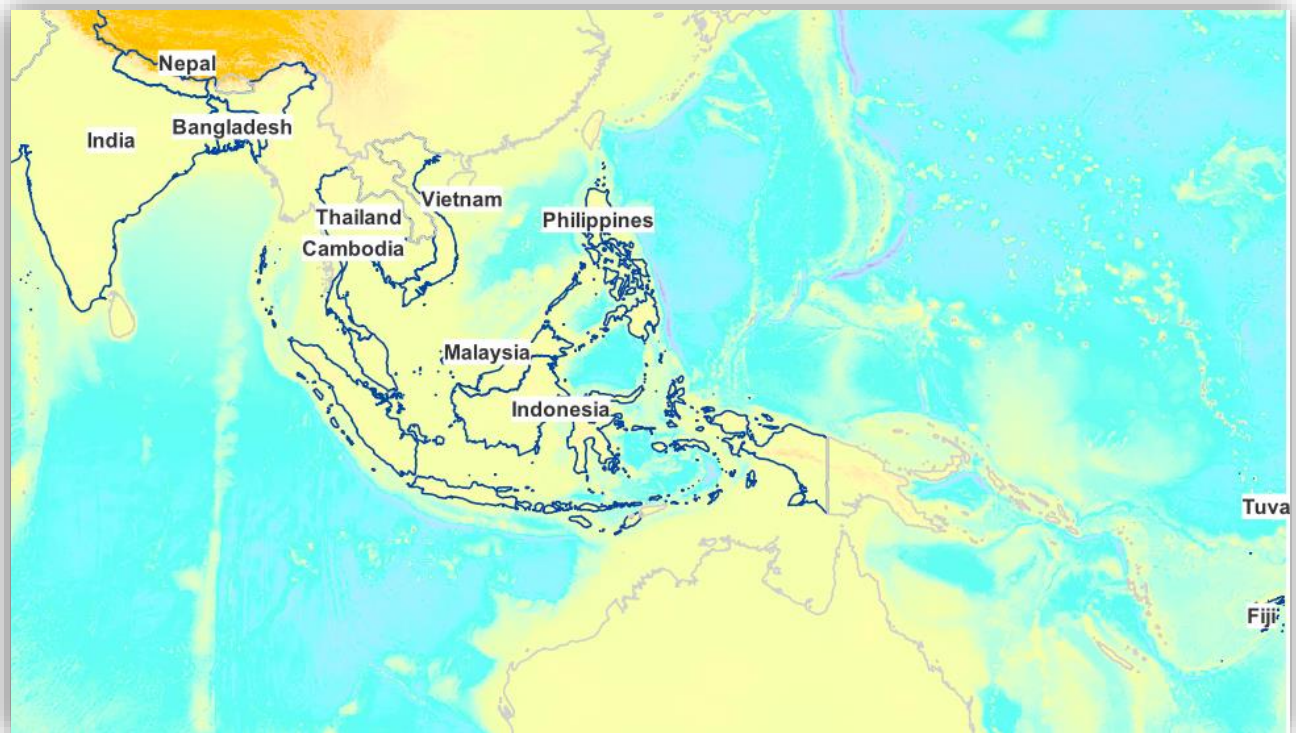 Nepal
Bangladesh
India
Vietnam
Thailand
Philippines
Cambodia
Malaysia
Indonesia
Tuva
Fiji